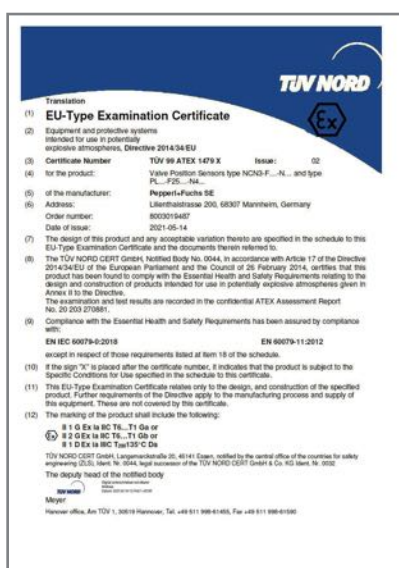 TÜV NORD
Ex
Translation
(1) EU-Type Examination Certificate
(2) Equipment and protective systems
intended for use in potentially
explosive atmospheres, Directive 2014/34/EU
(3) Certificate Number TÜV 99 ATEX 1479 X Issue: 02
(4) for the product: Valve Position Sensors type NCN3-F...-N... and type
PL...-F25...-N4...
(5) of the manufacturer: Pepperl+Fuchs SE
(6) Address: Lilienthalstrasse 200, 68307 Mannheim, Germany
Order number: 8003019487
Date of issue: 2021-05-14
(7) The design of this product and any acceptable variation thereto are specified in the schedule to this
EU-Type Examination Certificate and the documents therein referred to.
(8) The TÜV NORD CERT GmbH, Notified Body No. 0044, in accordance with Article 17 of the Directive
2014/34/EU of the European Parliament and the Council of 26 February 2014, certifies that this
product has been found to comply with the Essential Health and Safety Requirements relating to the
design and construction of products intended for use in potentially explosive atmospheres given in
Annex II to the Directive.
The examination and test results are recorded in the confidential ATEX Assessment Report
No. 20 203 270881.
(9) Compliance with the Essential Health and Safety Requirements has been assured by compliance
with:
EN IEC 60079-0:2018 EN 60079-11:2012
except in respect of those requirements listed at item 18 of the schedule.
(10) If the sign "X" is placed after the certificate number, it indicates that the product is subject to the
Specific Conditions for Use specified in the schedule to this certificate.
(11) This EU-Type Examination Certificate relates only to the design, and construction of the specified
product. Further requirements of the Directive apply to the manufacturing process and supply of
this equipment. These are not covered by this certificate.
(12) The marking of the product shall include the following:
II 1 G Ex ia IIC T6...T1 Ga or
Ex II 2 G Ex ia IIC T6...T1 Gb or
II 1 D Ex ia IIIC T200135°C Da
TÜV NORD CERT GmbH, Langemarckstraße 20, 45141 Essen, notified by the central office of the countries for safety
engineering (ZLS), Ident. Nr. 0044, legal successor of the TÜV NORD CERT GmbH & Co. KG Ident. Nr. 0032
The deputy head of the notified body
TÜV NORD
Meyer
Hanover office, Am TÜV 1, 30519 Hannover, Tel. +49 511 998-61455, Fax +49 511 998-61590